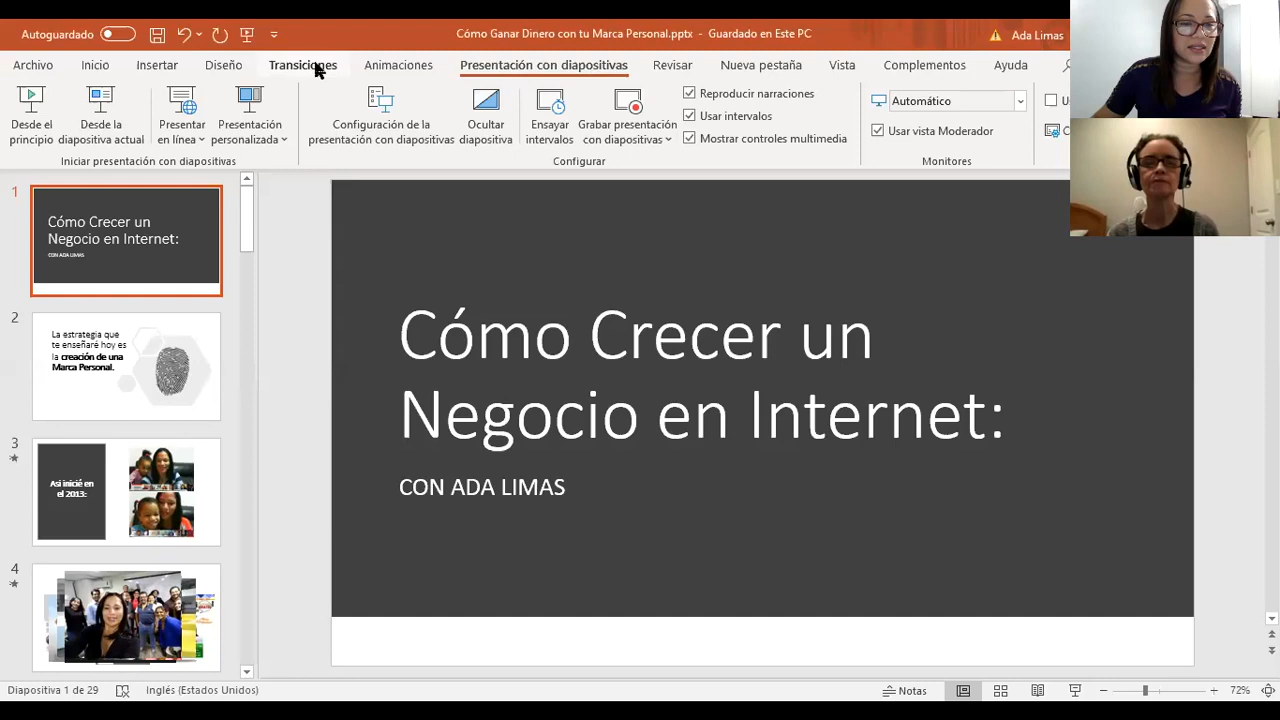 Autoguardado
Cómo Ganar Dinero con tu Marca Personal.pptx - Guardado en Este PC
Ada Limas
Archivo Inicio Insertar Diseño Transiciones Animaciones Presentación con diapositivas Revisar Nueva pestaña Vista Complementos Ayuda
Desde el principio
Desde la diapositiva actual
Presentar en línea
Presentación personalizada
Iniciar presentación con diapositivas
Configuración de la presentación con diapositivas
Ocultar diapositiva
Ensayar intervalos
Grabar presentación con diapositivas
Reproducir narraciones
Usar intervalos
Mostrar controles multimedia
Configurar
Automático
Usar vista Moderador
Monitores
1
Cómo Crecer un
Negocio en Internet:
CON ADA LIMAS
2
La estrategia que
te enseñaré hoy es
la creación de una
Marca Personal.
3
Asi inicié en
el 2013:
4
Cómo Crecer un
Negocio en Internet:
CON ADA LIMAS
Diapositiva 1 de 29
Inglés (Estados Unidos)
Notas
72%